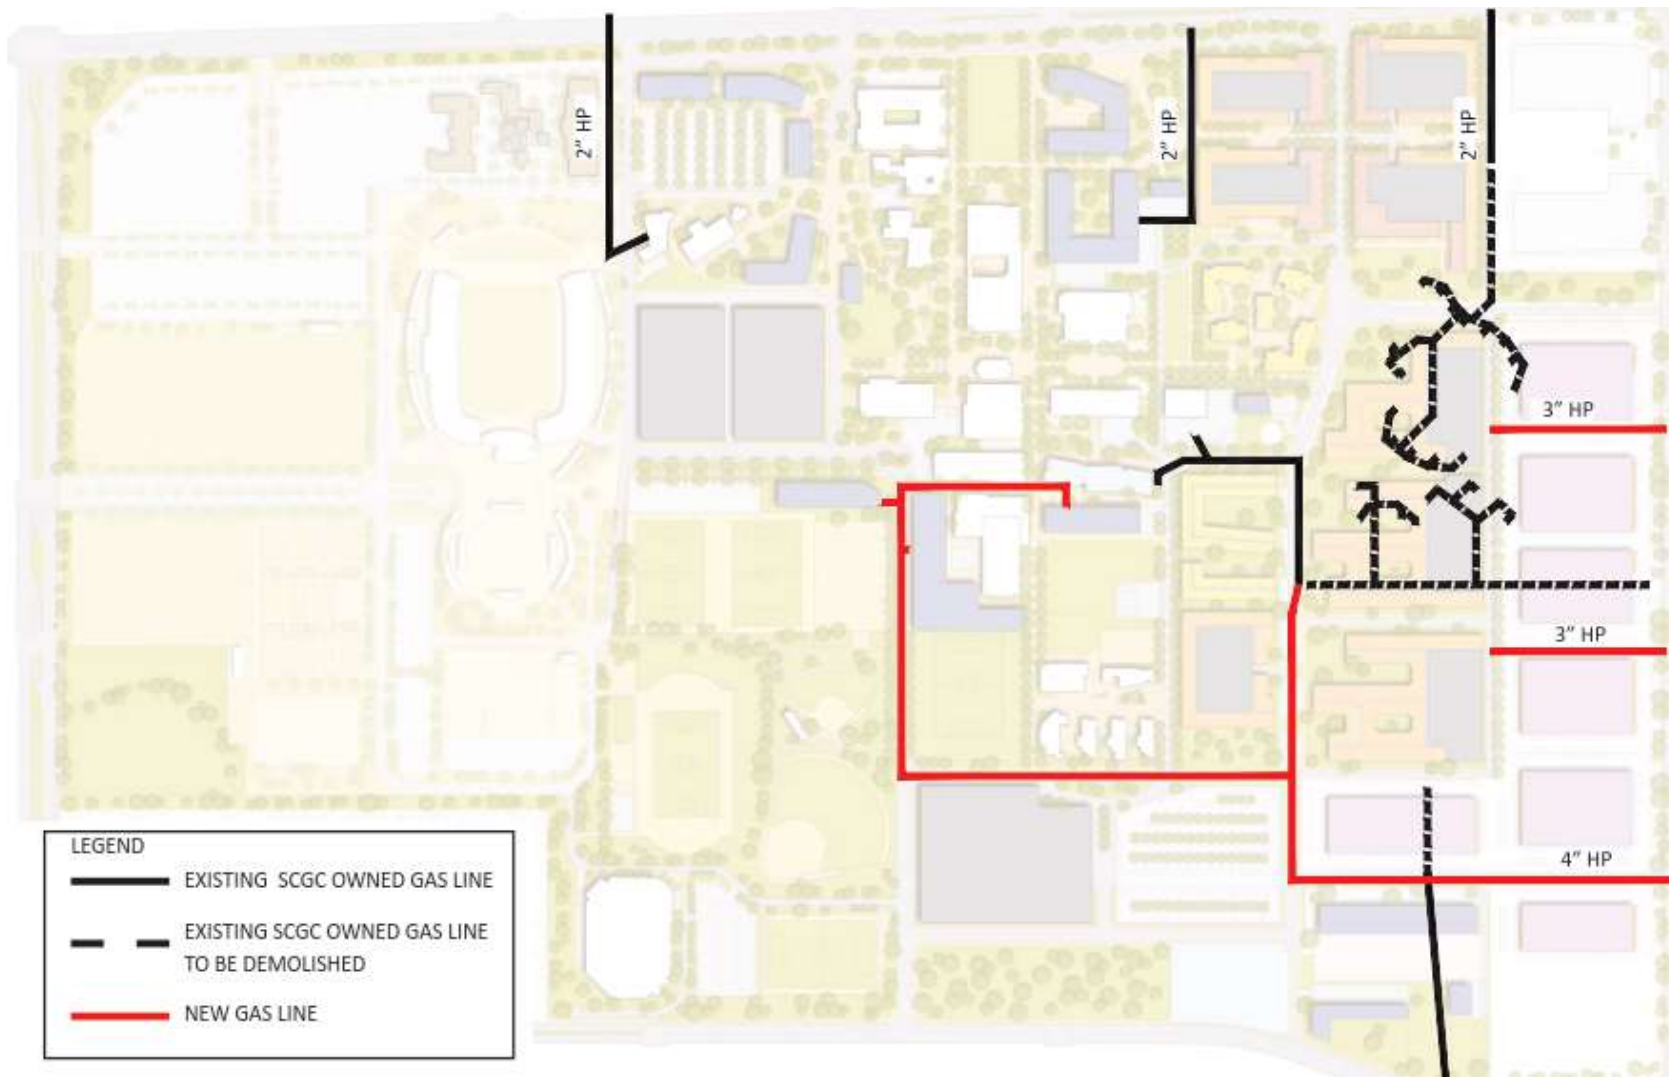 2” HP
2” HP
2” HP
3” HP
3” HP
4” HP
LEGEND
EXISTING SCGC OWNED GAS LINE
EXISTING SCGC OWNED GAS LINE
TO BE DEMOLISHED
NEW GAS LINE